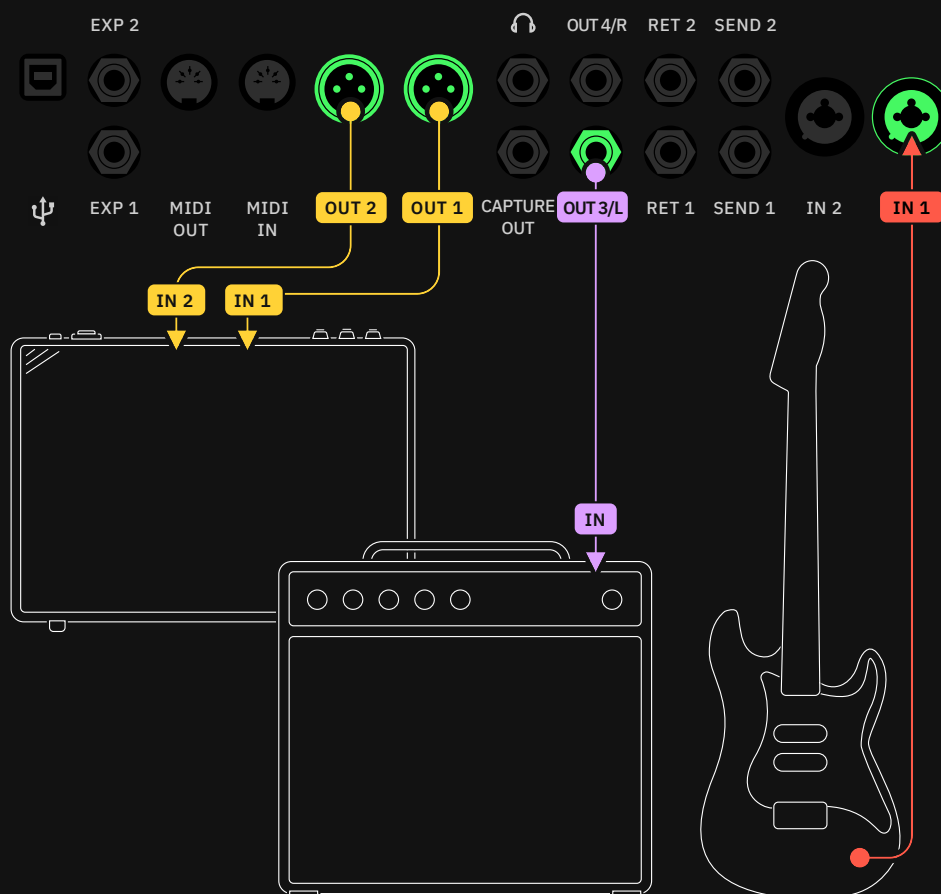 EXP 2
OUT 4/R
RET 2
SEND 2
EXP 1
MIDI
OUT
MIDI
IN
OUT 2
OUT 1
CAPTURE
OUT
OUT 3/L
RET 1
SEND 1
IN 2
IN 1
IN 2
IN 1
IN